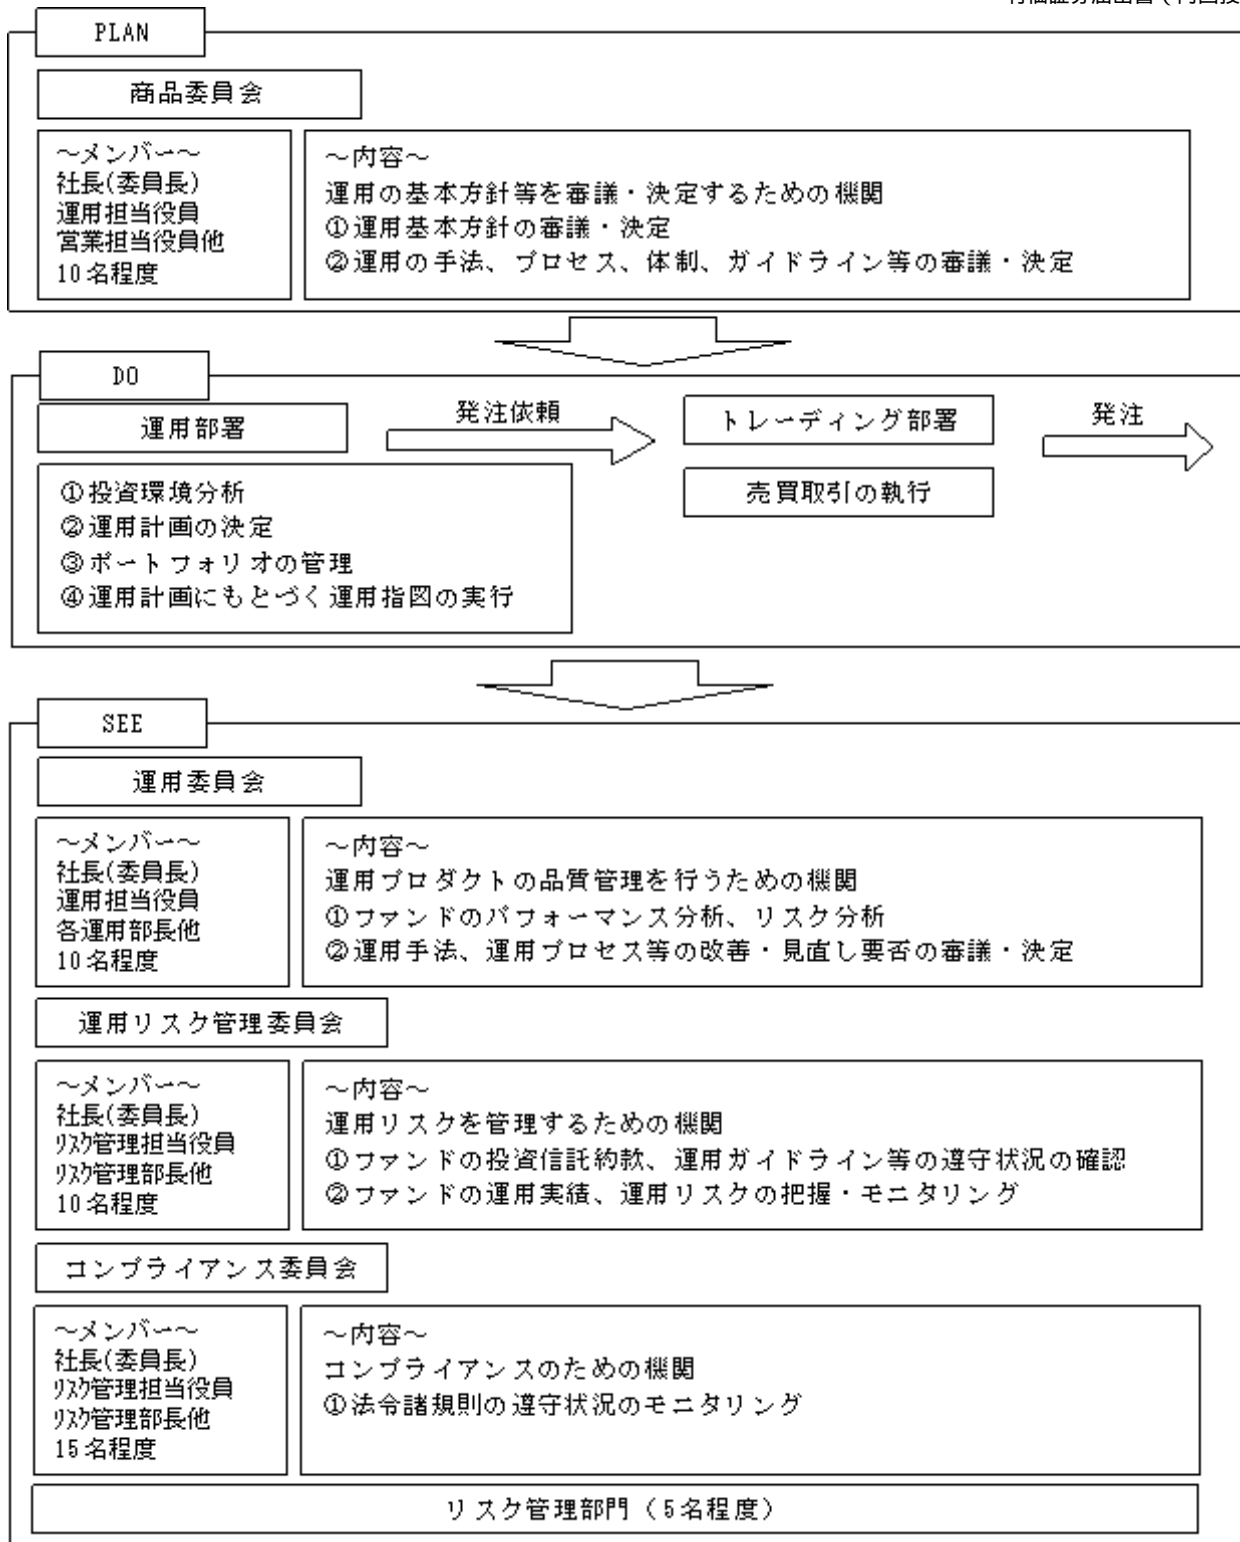 PLAN
商品委員会
～メンバー～
社長(委員長)
運用担当役員
営業担当役員他
10名程度
～内容～
運用の基本方針等を審議・決定するための機関
①運用基本方針の審議・決定
②運用の手法、プロセス、体制、ガイドライン等の審議・決定
DO
運用部署
発注依頼
トレーディング部署
発注
売買取引の執行
①投資環境分析
②運用計画の決定
③ポートフォリオの管理
④運用計画にもとづく運用指図の実行
SEE
運用委員会
～メンバー～
社長(委員長)
運用担当役員
各運用部長他
10名程度
～内容～
運用プロダクトの品質管理を行うための機関
①ファンドのパフォーマンス分析、リスク分析
②運用手法、運用プロセス等の改善・見直し要否の審議・決定
運用リスク管理委員会
～メンバー～
社長(委員長)
ﾘｽｸ管理担当役員
ﾘｽｸ管理部長他
10名程度
～内容～
運用リスクを管理するための機関
①ファンドの投資信託約款、運用ガイドライン等の遵守状況の確認
②ファンドの運用実績、運用リスクの把握・モニタリング
コンプライアンス委員会
～メンバー～
社長(委員長)
ﾘｽｸ管理担当役員
ﾘｽｸ管理部長他
15名程度
～内容～
コンプライアンスのための機関
①法令諸規則の遵守状況のモニタリング
リスク管理部門（5名程度）